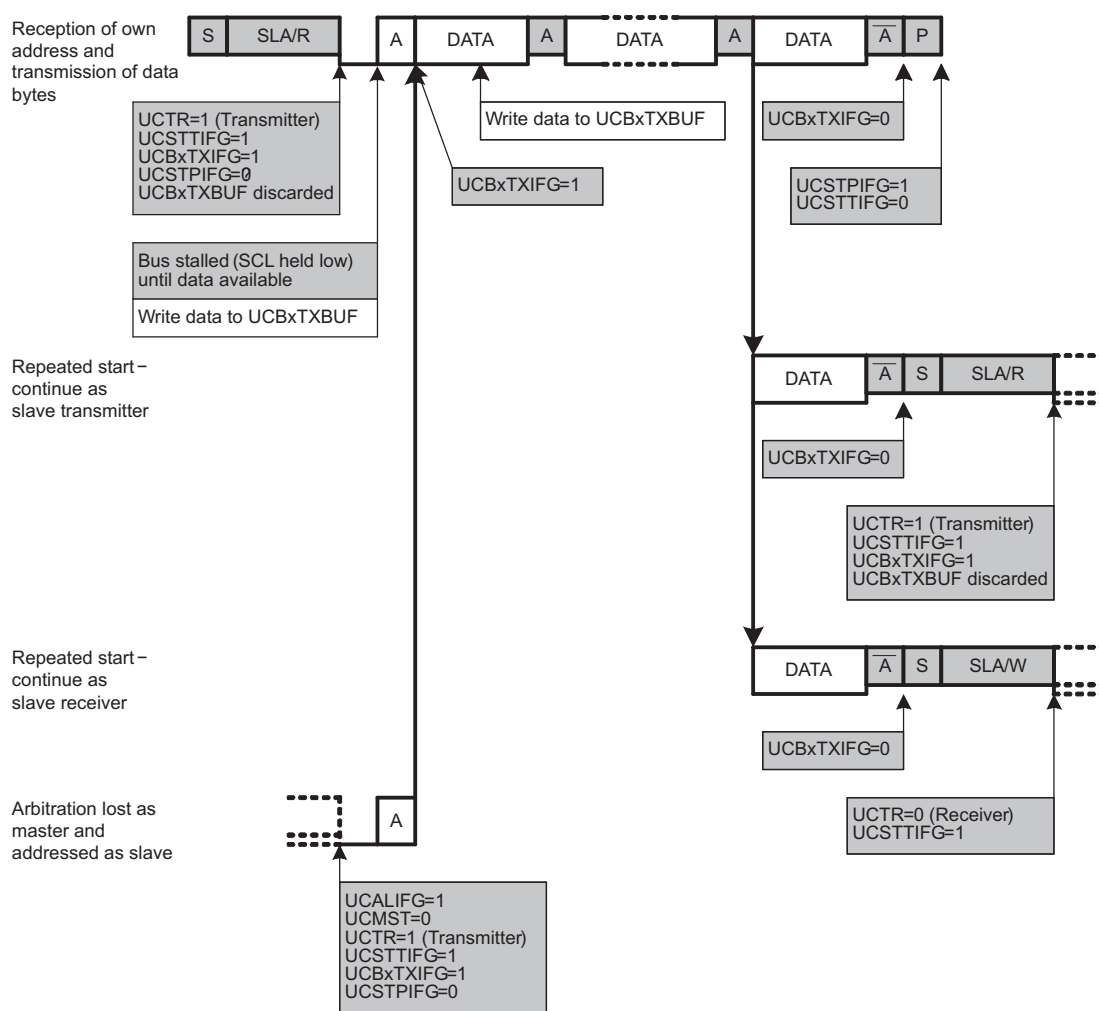 Reception of own
address and
transmission of data
bytes
S SLA/R A DATA A DATA A DATA A P
UCTR=1 (Transmitter)
UCSTTIFG=1
UCBxTXIFG=1
UCSTPIFG=0
UCBxTXBUF discarded
Write data to UCBxTXBUF
UCBxTXIFG=1
UCBxTXIFG=0
UCSTPIFG=1
UCSTTIFG=0
Bus stalled (SCL held low)
until data available
Write data to UCBxTXBUF
Repeated start−
continue as
slave transmitter
DATA A S SLA/R
UCBxTXIFG=0
UCTR=1 (Transmitter)
UCSTTIFG=1
UCBxTXIFG=1
UCBxTXBUF discarded
Repeated start−
continue as
slave receiver
DATA A S SLA/W
UCBxTXIFG=0
UCTR=0 (Receiver)
UCSTTIFG=1
Arbitration lost as
master and
addressed as slave
A
UCALIFG=1
UCMST=0
UCTR=1 (Transmitter)
UCSTTIFG=1
UCBxTXIFG=1
UCSTPIFG=0